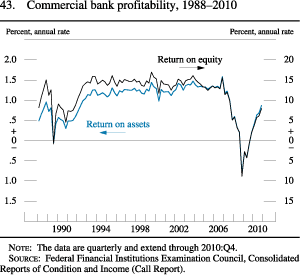 43. Commercial bank profitability, 1988–2010
Percent, annual rate Percent, annual rate
Return on equity
2.0 20
1.5 15
1.0 10
.5 5
+ +
0 0
– –
.5 5
1.0 10
1.5 15
Return on assets
1990 1994 1998 2002 2006 2010
NOTE: The data are quarterly and extend through 2010:Q4.
SOURCE: Federal Financial Institutions Examination Council, Consolidated
Reports of Condition and Income (Call Report).